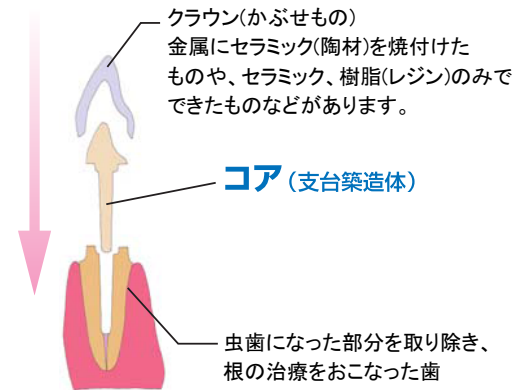 クラウン(かぶせもの)
金属にセラミック(陶材)を焼付けた
ものや、セラミック、樹脂(レジン)のみで
できたものなどがあります。
コア(支台築造体)
虫歯になった部分を取り除き、
根の治療をおこなった歯